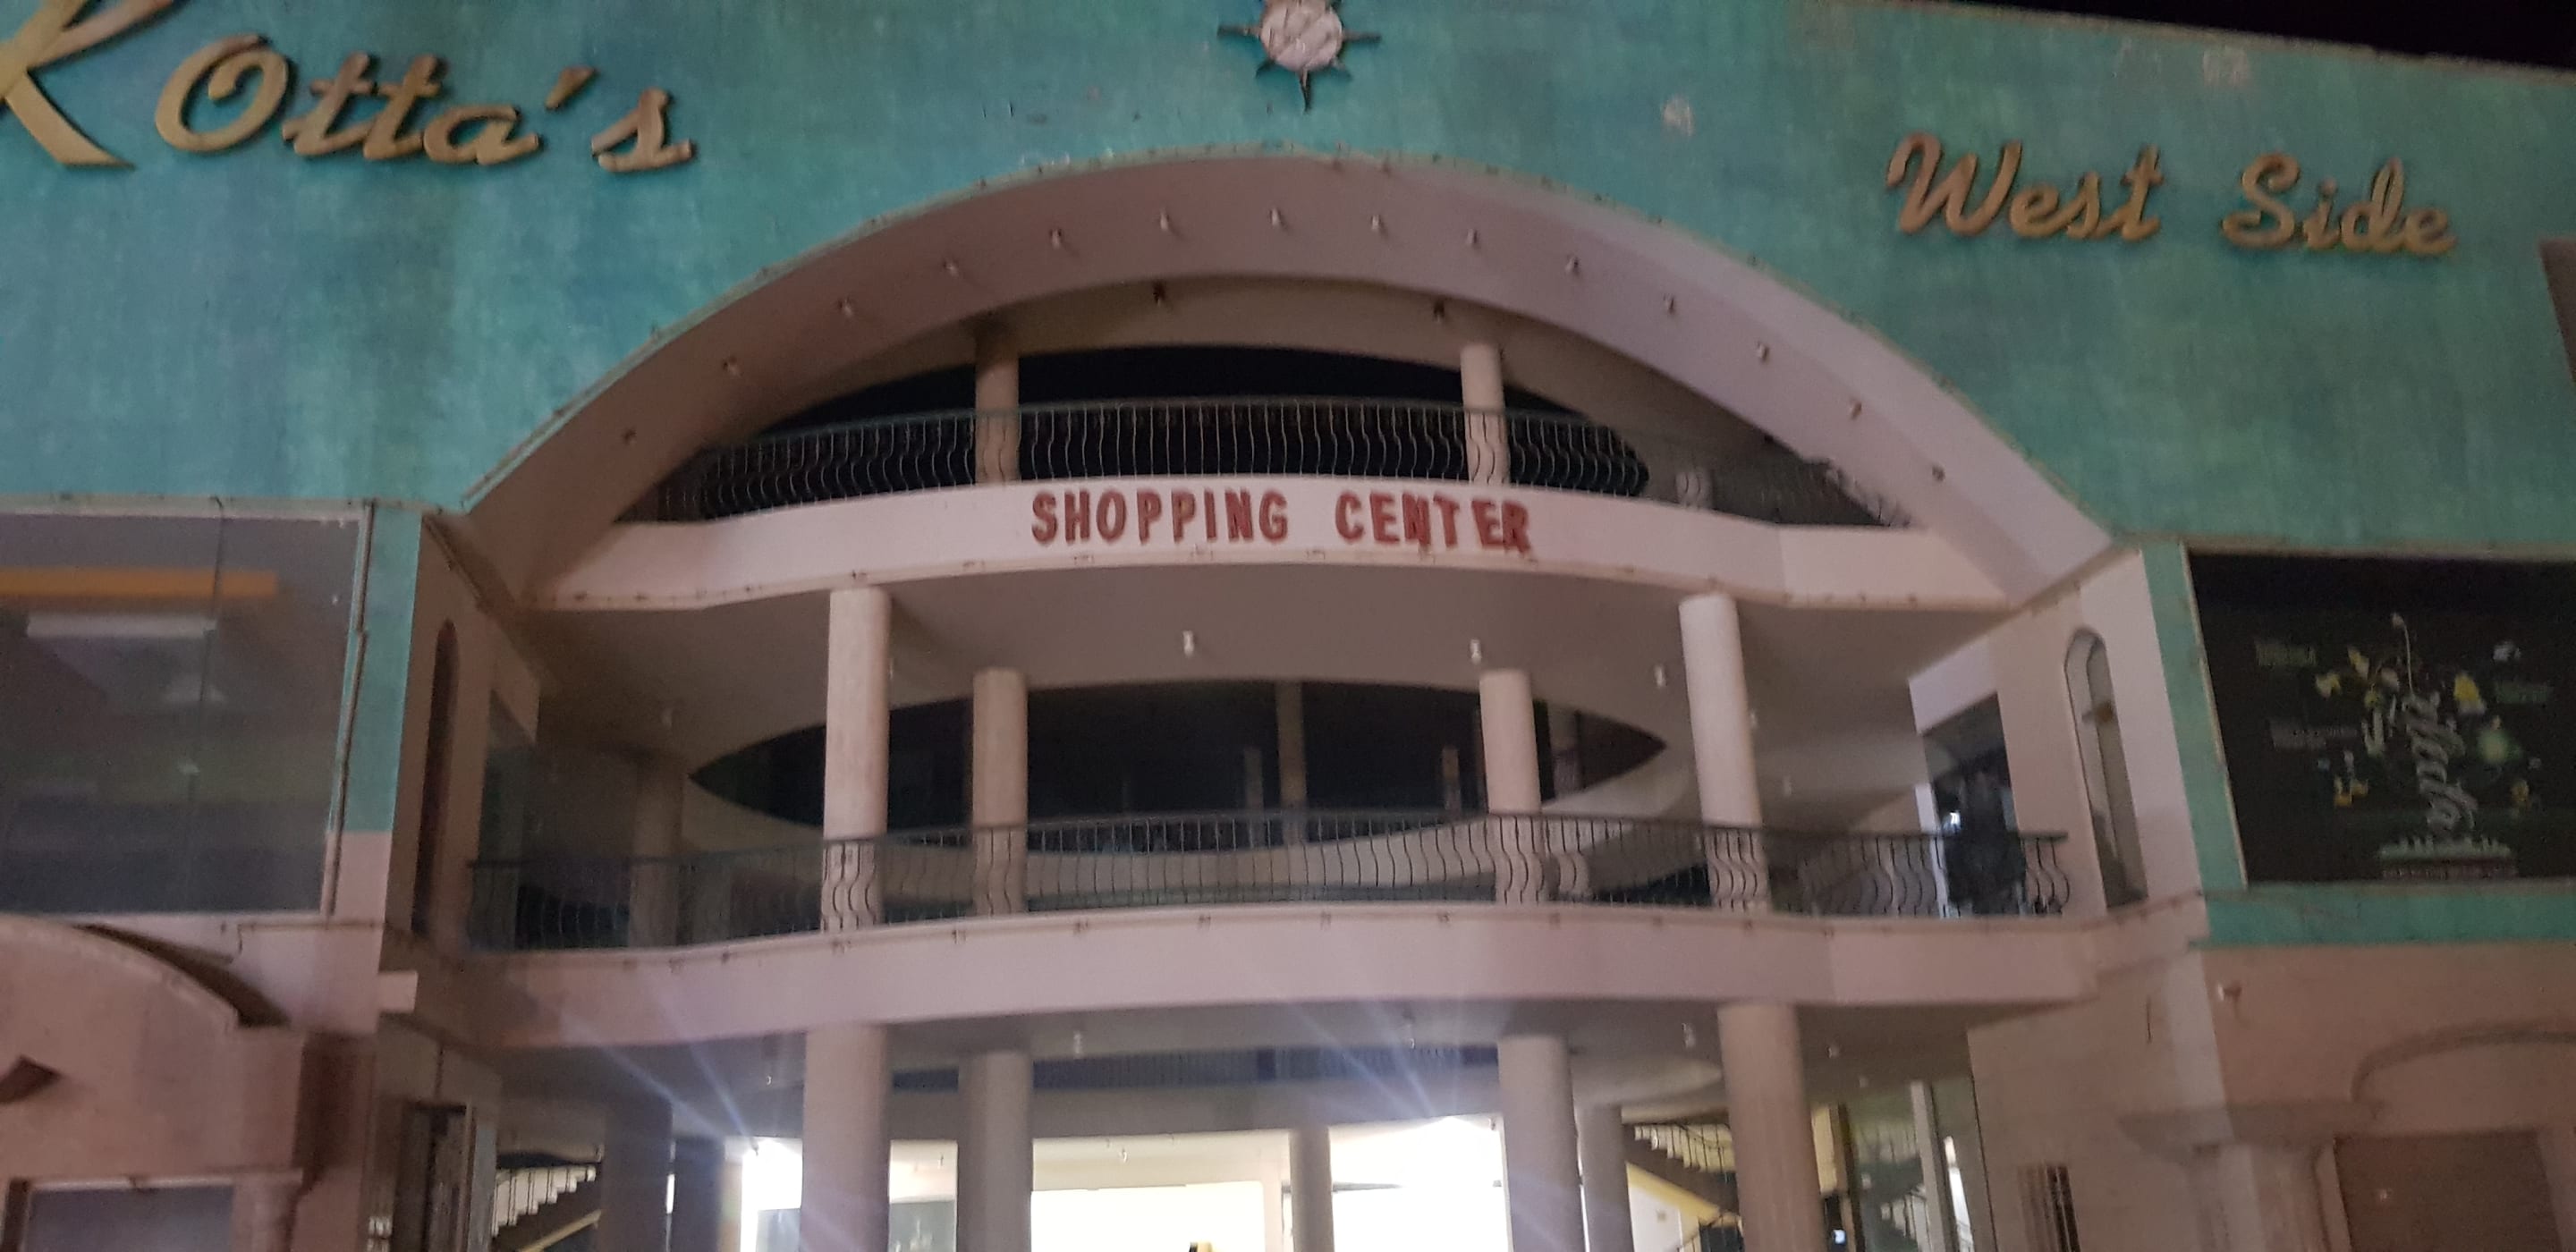 Kotta's
West Side
SHOPPING CENTER